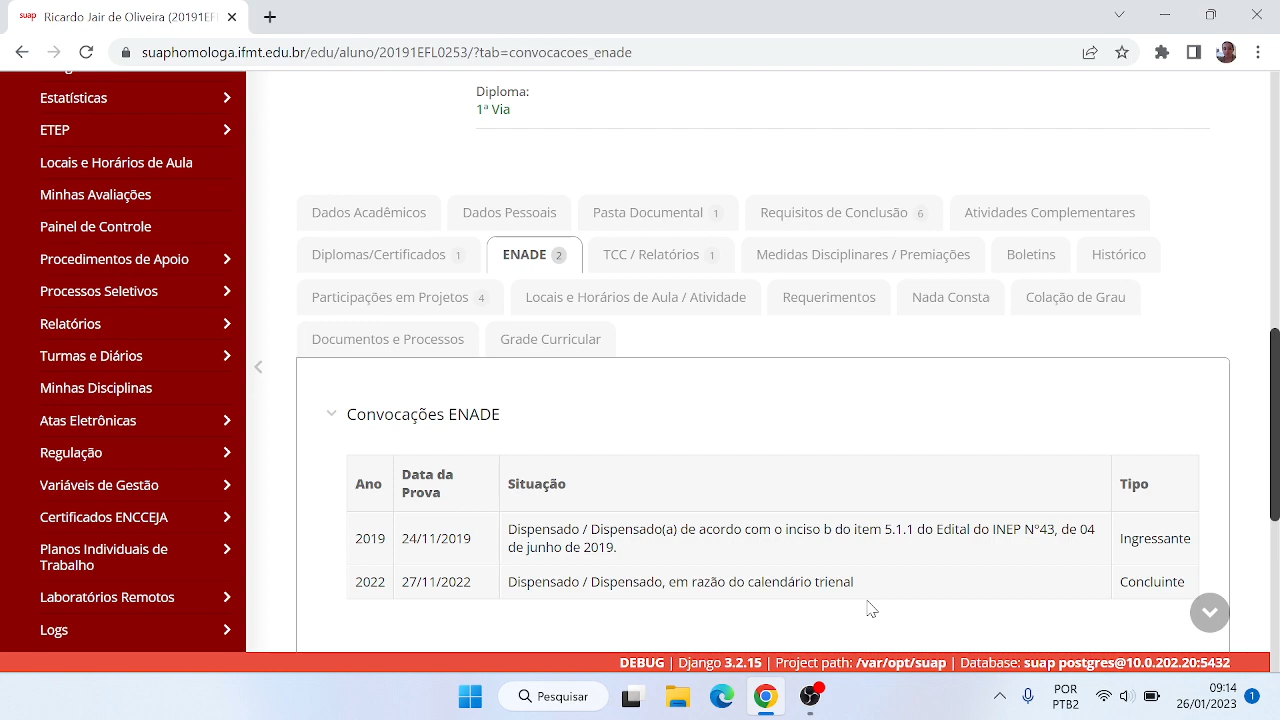 suap Ricardo Alves de Oliveira (20191EFL
suaphomologa.ifmt.edu.br/edu/aluno/20191EFL0253/?tab=convocacoes_enade
Estatísticas
ETEP
Locais e Horários de Aula
Minhas Avaliações
Painel de Controle
Procedimentos de Apoio
Processos Seletivos
Relatórios
Turmas e Diários
Minhas Disciplinas
Atas Eletrônicas
Regulação
Variáveis de Gestão
Certificados ENCCEJA
Planos Individuais de
Trabalho
Laboratórios Remotos
Logs
Diploma:
1ª Via
Dados Acadêmicos Dados Pessoais Pasta Documental 1 Requisitos de Conclusão 6 Atividades Complementares
Diplomas/Certificados 1 ENADE 2 TCC / Relatórios 1 Medidas Disciplinares / Premiações Boletins Histórico
Participações em Projetos 4 Locais e Horários de Aula / Atividade Requerimentos Nada Consta Colação de Grau
Documentos e Processos Grade Curricular
Convocações ENADE
Ano Data da Prova Situação Tipo
2019 24/11/2019 Dispensado / Dispensado(a) de acordo com o inciso b do item 5.1.1 do Edital do INEP Nº43, de 04
de junho de 2019. Ingressante
2022 27/11/2022 Dispensado / Dispensado, em razão do calendário trienal Concluinte
DEBUG | Django 3.2.15 | Project path: /var/opt/suap | Database: suap postgres@10.0.202.20:5432
Pesquisar
POR
PTB2
09:14
26/01/2023
1